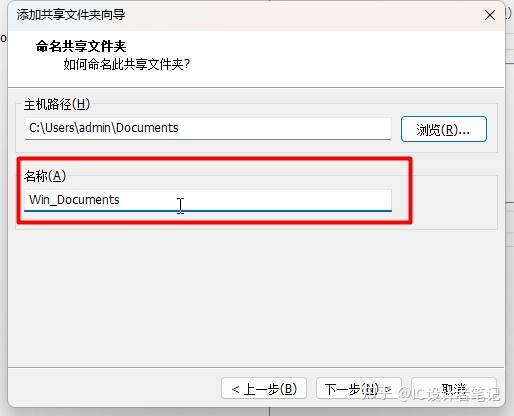 添加共享文件夹向导
命名共享文件夹
如何命名此共享文件夹?
主机路径(H)
C:\Users\admin\Documents
浏览(R)...
名称(A)
Win_Documents
< 上一步(B)
下一步(N) >
取消
知乎 @IC设计者笔记